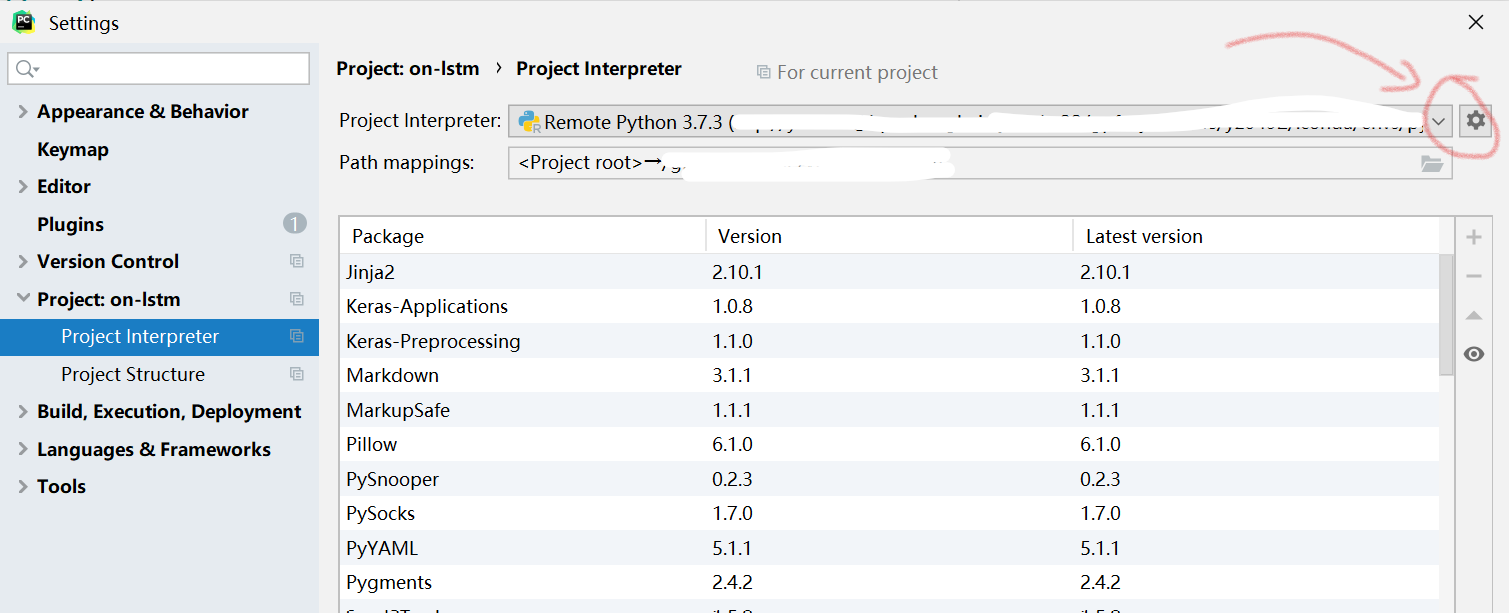 Settings
Project: on-lstm › Project Interpreter For current project
Appearance & Behavior
Keymap
Editor
Plugins 1
Version Control
Project: on-lstm
Project Interpreter
Project Structure
Build, Execution, Deployment
Languages & Frameworks
Tools
Project Interpreter: Remote Python 3.7.3 (
Path mappings: <Project root>→/
Package Version Latest version
Jinja2 2.10.1 2.10.1
Keras-Applications 1.0.8 1.0.8
Keras-Preprocessing 1.1.0 1.1.0
Markdown 3.1.1 3.1.1
MarkupSafe 1.1.1 1.1.1
Pillow 6.1.0 6.1.0
PySnooper 0.2.3 0.2.3
PySocks 1.7.0 1.7.0
PyYAML 5.1.1 5.1.1
Pygments 2.4.2 2.4.2